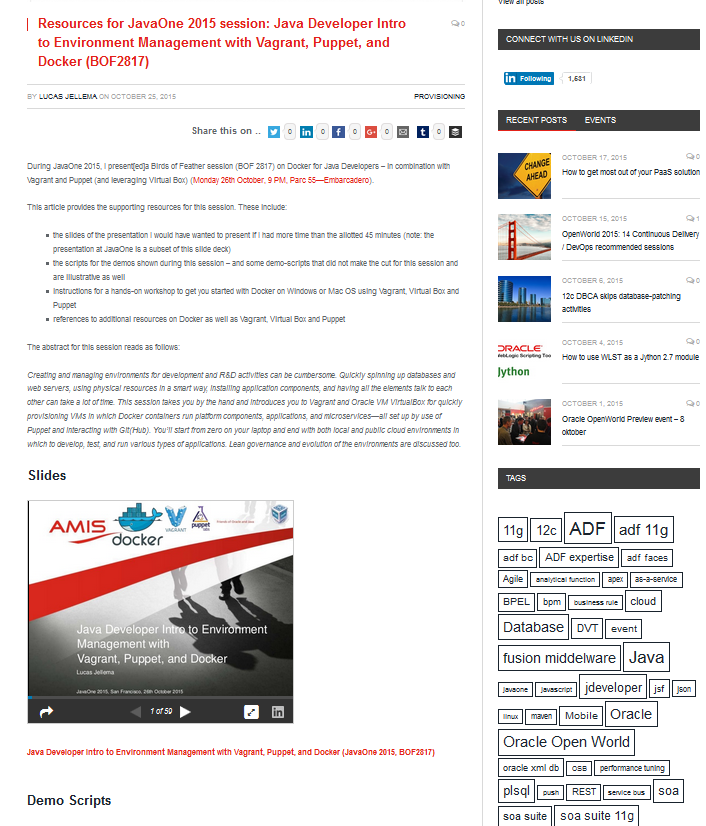 Resources for JavaOne 2015 session: Java Developer Intro
to Environment Management with Vagrant, Puppet, and
Docker (BOF2817)
0
BY LUCAS JELLEMA ON OCTOBER 25, 2015
PROVISIONING
Share this on ..
0
0
0
0
0
During JavaOne 2015, I present[ed]a Birds of Feather session (BOF 2817) on Docker for Java Developers – in combination with
Vagrant and Puppet (and leveraging Virtual Box) (Monday 26th October, 9 PM, Parc 55—Embarcadero).
This article provides the supporting resources for this session. These include:
the slides of the presentation I would have wanted to present if I had more time than the allotted 45 minutes (note: the
presentation at JavaOne is a subset of this slide deck)
the scripts for the demos shown during this session – and some demo-scripts that did not make the cut for this session and
are illustrative as well
instructions for a hands-on workshop to get you started with Docker on Windows or Mac OS using Vagrant, Virtual Box and
Puppet
references to additional resources on Docker as well as Vagrant, Virtual Box and Puppet
The abstract for this session reads as follows:
Creating and managing environments for development and R&D activities can be cumbersome. Quickly spinning up databases and
web servers, using physical resources in a smart way, installing application components, and having all the elements talk to each
other can take a lot of time. This session takes you by the hand and introduces you to Vagrant and Oracle VM VirtualBox for quickly
provisioning VMs in which Docker containers run platform components, applications, and microservices—all set up by use of
Puppet and interacting with Git(Hub). You'll start from zero on your laptop and end with both local and public cloud environments in
which to develop, test, and run various types of applications. Lean governance and evolution of the environments are discussed too.
Slides
AMIS
docker
VAGRANT
puppet
Java Developer Intro to Environment
Management with
Vagrant, Puppet, and Docker
Lucas Jellema
JavaOne 2015, San Francisco, 26th October 2015
1 of 59
Java Developer Intro to Environment Management with Vagrant, Puppet, and Docker (JavaOne 2015, BOF2817)
Demo Scripts
View all posts
CONNECT WITH US ON LINKEDIN
in Following 1,681
RECENT POSTS EVENTS
CHANGE
AHEAD
OCTOBER 17, 2015 0
How to get most out of your PaaS solution
OCTOBER 15, 2015 1
OpenWorld 2015: 14 Continuous Delivery
/ DevOps recommended sessions
OCTOBER 6, 2015 0
12c DBCA skips database-patching
activities
ORACLE
WebLogic Scripting Too
Jython
OCTOBER 4, 2015 0
How to use WLST as a Jython 2.7 module
OCTOBER 1, 2015 0
Oracle OpenWorld Preview event – 8
oktober
TAGS
11g 12c ADF adf 11g
adf bc ADF expertise adf faces
Agile analytical function apex as-a-service
BPEL bpm business rule cloud
Database DVT event
fusion middelware Java
javaone javascript jdeveloper jsf json
linux maven Mobile Oracle
Oracle Open World
oracle xml db OSB performance tuning
plsql push REST service bus soa
soa suite soa suite 11g